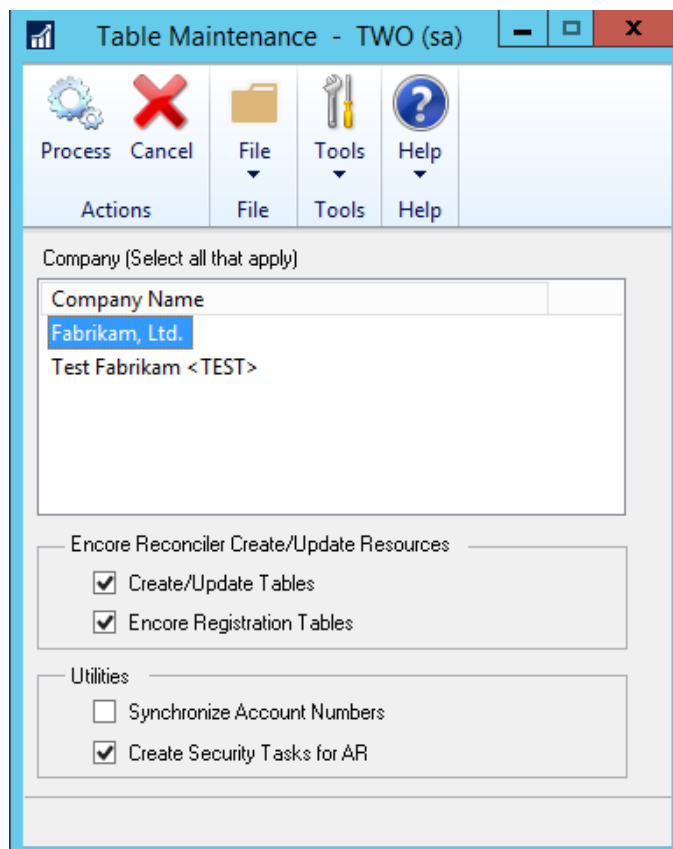 Table Maintenance - TWO (sa)
Process Cancel File Tools Help
Actions File Tools Help
Company (Select all that apply)
Company Name
Fabrikam, Ltd.
Test Fabrikam <TEST>
Encore Reconciler Create/Update Resources
Create/Update Tables
Encore Registration Tables
Utilities
Synchronize Account Numbers
Create Security Tasks for AR